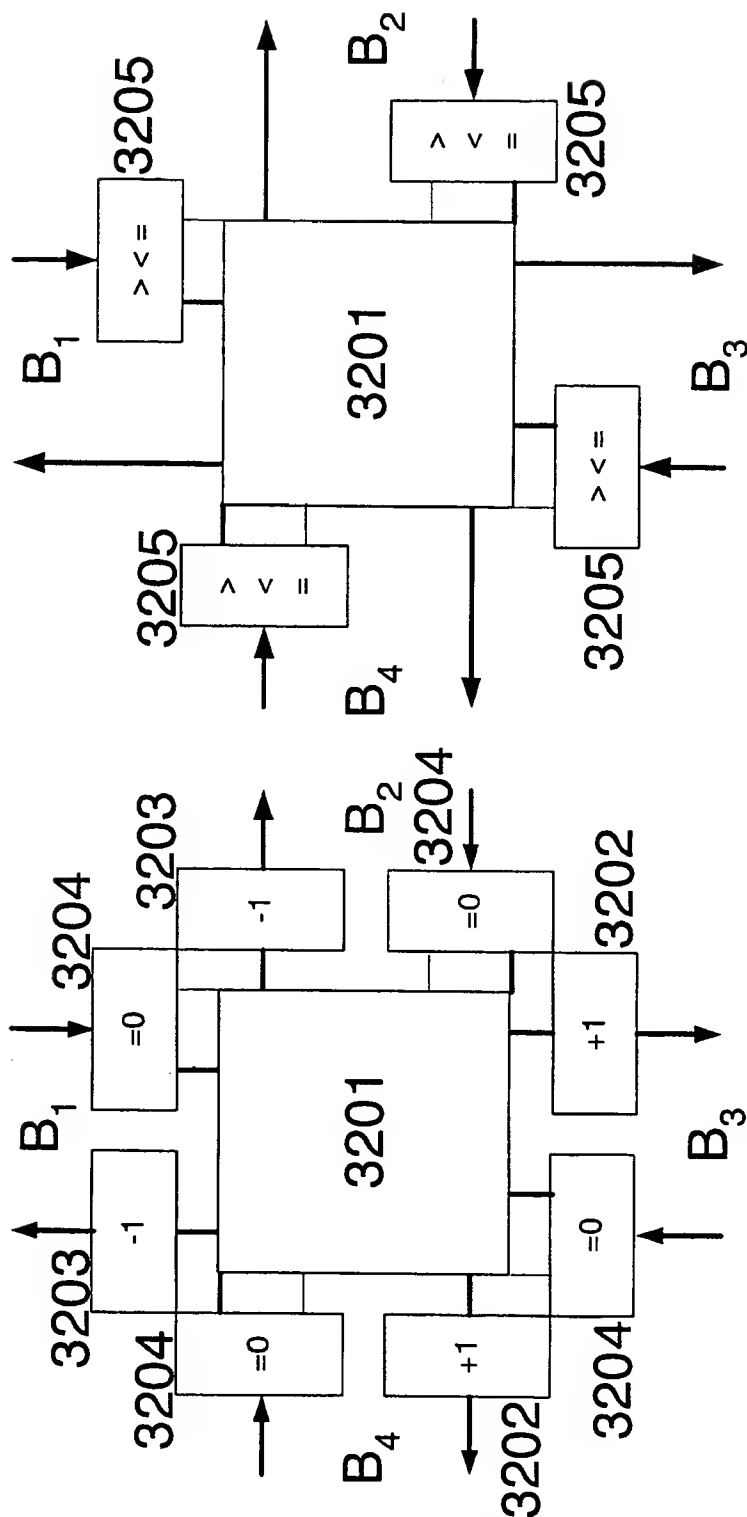 B₁
3203
3204
-1
=0
3204
3203
=0
-1
3201
B₄
B₂
3204
+1
=0
3202
=0
+1
3204
3202
B₃
B₁
3205
> < =
3205
>
<
=
3201
B₄
B₂
>
<
=
3205
> < =
3205
B₃